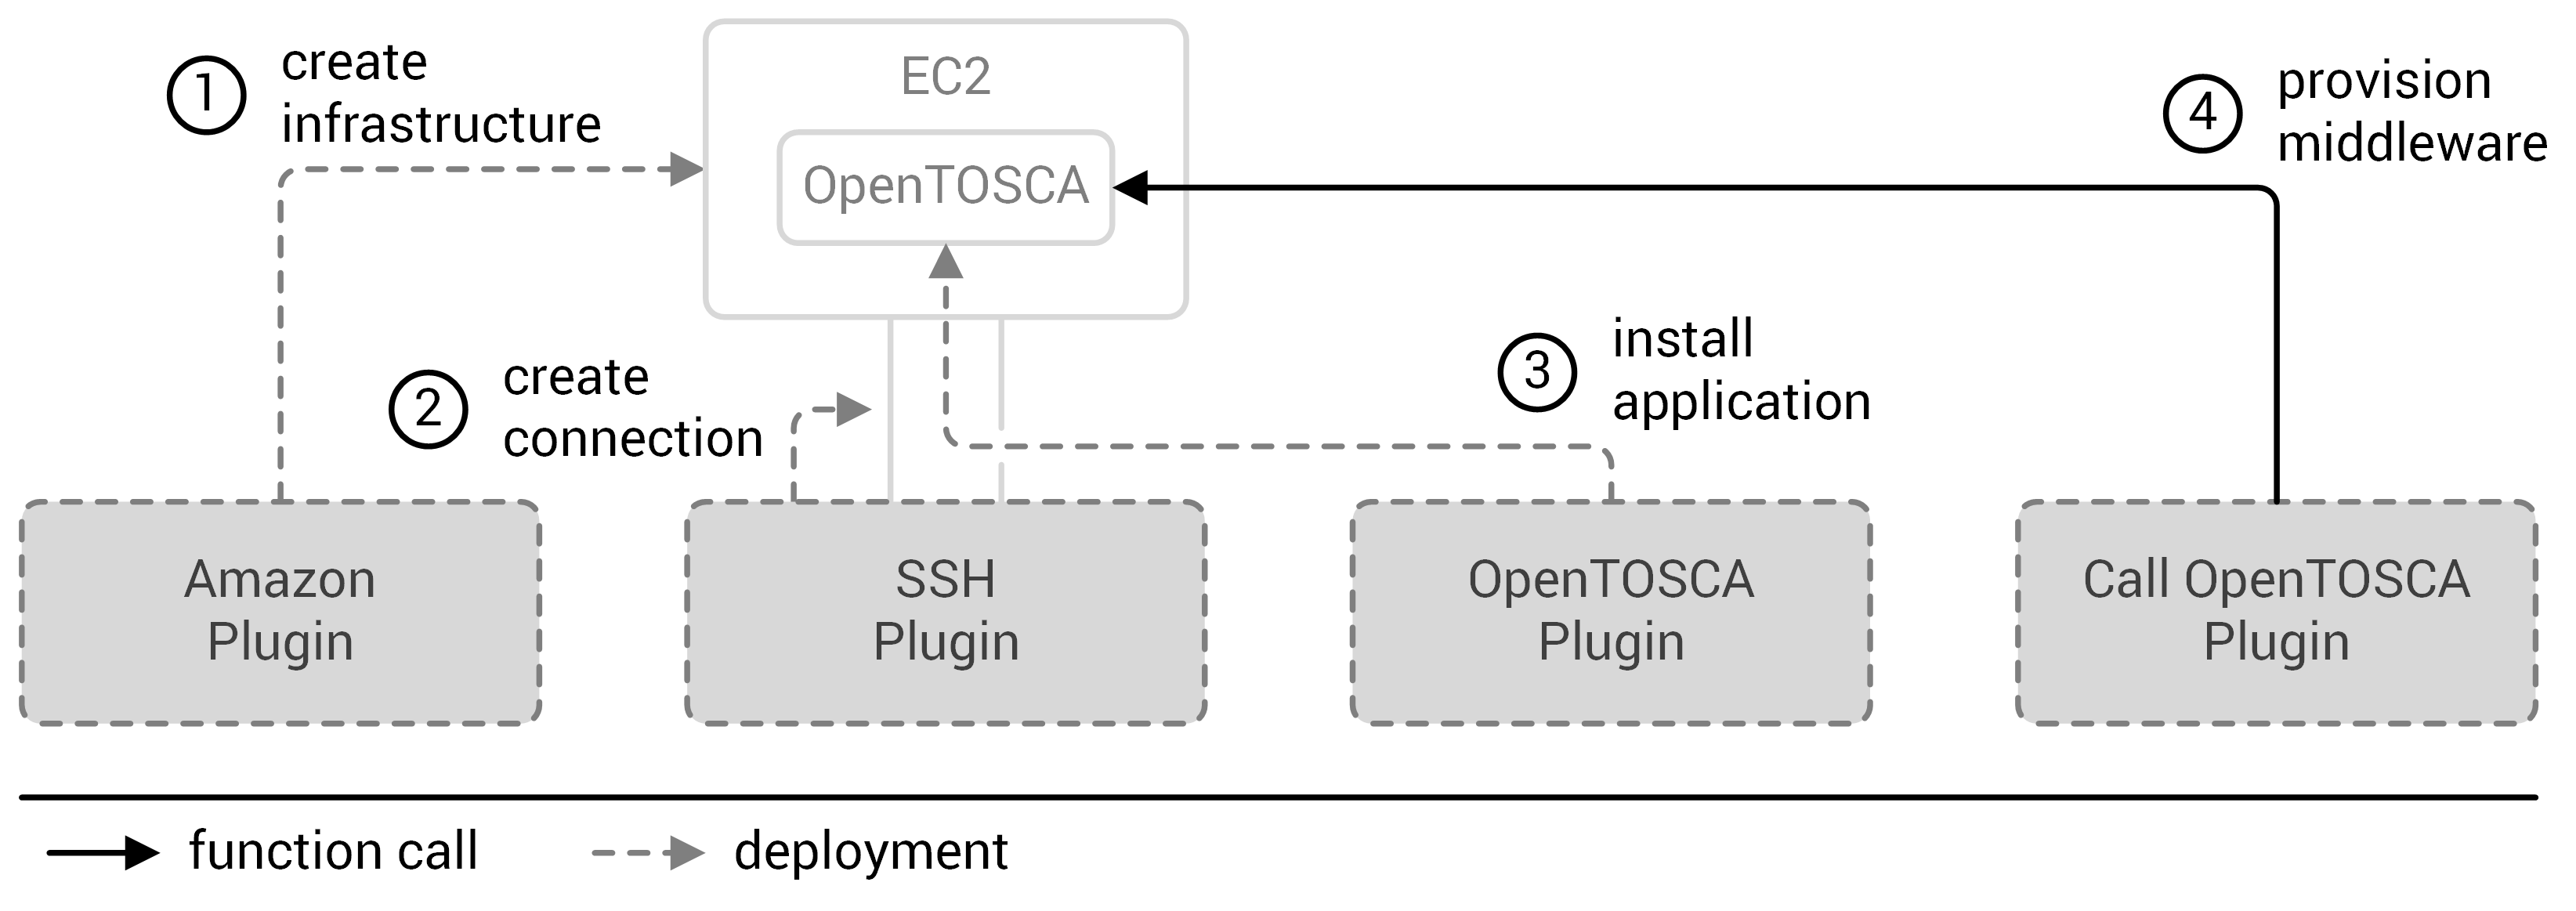 1
create
infrastructure
EC2
OpenTOSCA
4
provision
middleware
2
create
connection
3
install
application
Amazon
Plugin
SSH
Plugin
OpenTOSCA
Plugin
Call OpenTOSCA
Plugin
function call
deployment